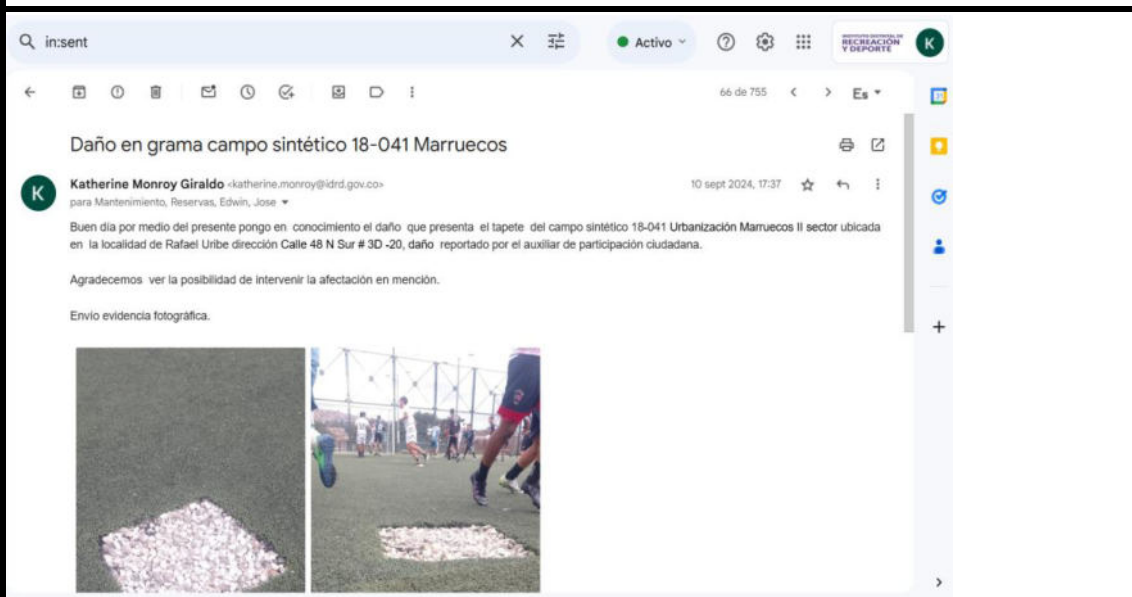 in:sent
Activo
INSTITUTO DISTRITAL DE
RECREACIÓN
Y DEPORTE
K
66 de 755
Es
Daño en grama campo sintético 18-041 Marruecos
K
Katherine Monroy Giraldo <katherine.monroy@idrd.gov.co>
10 sept 2024, 17:37
para Mantenimiento, Reservas, Edwin, Jose
Buen día por medio del presente pongo en conocimiento el daño que presenta el tapete del campo sintético 18-041 Urbanización Marruecos II sector ubicada
en la localidad de Rafael Uribe dirección Calle 48 N Sur # 3D -20, daño reportado por el auxiliar de participación ciudadana.
Agradecemos ver la posibilidad de intervenir la afectación en mención.
Envío evidencia fotográfica.